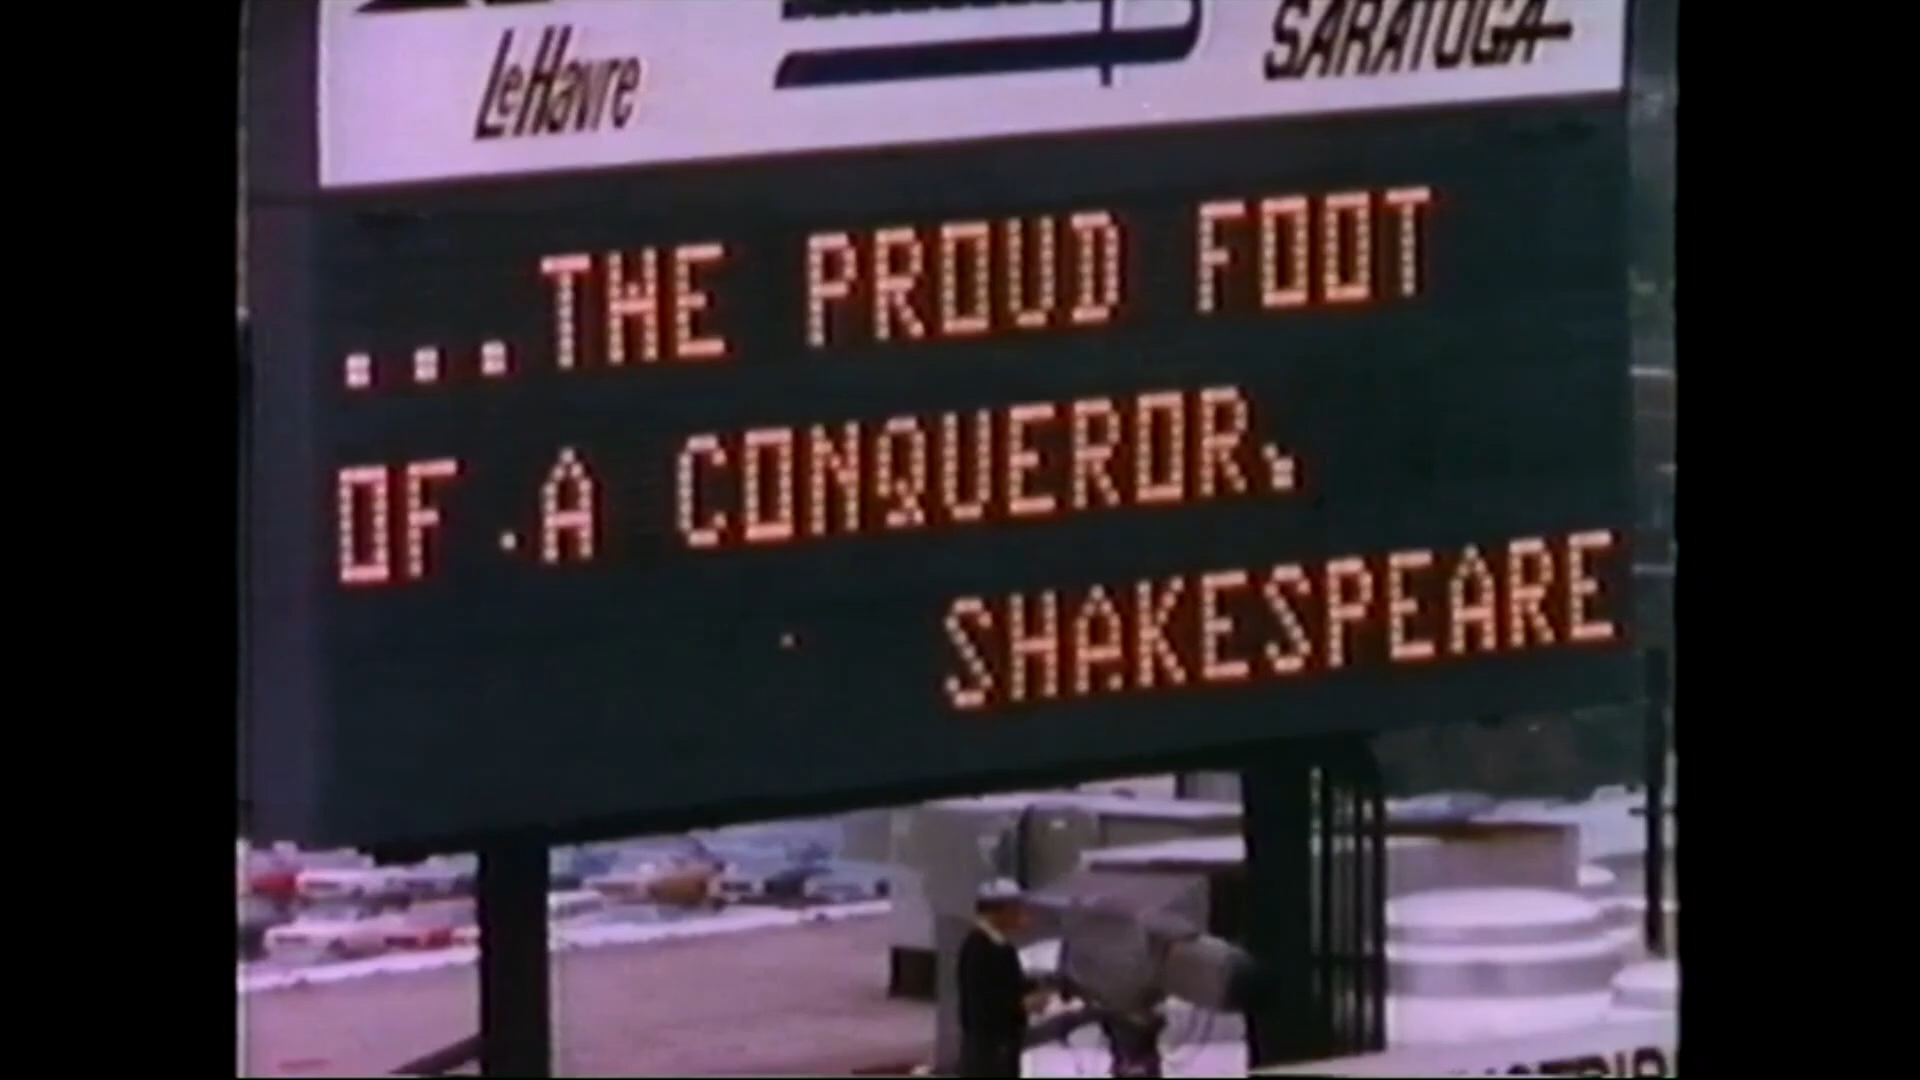 LeHavre
SARATOGA
...THE PROUD FOOT
OF A CONQUEROR.
SHAKESPEARE